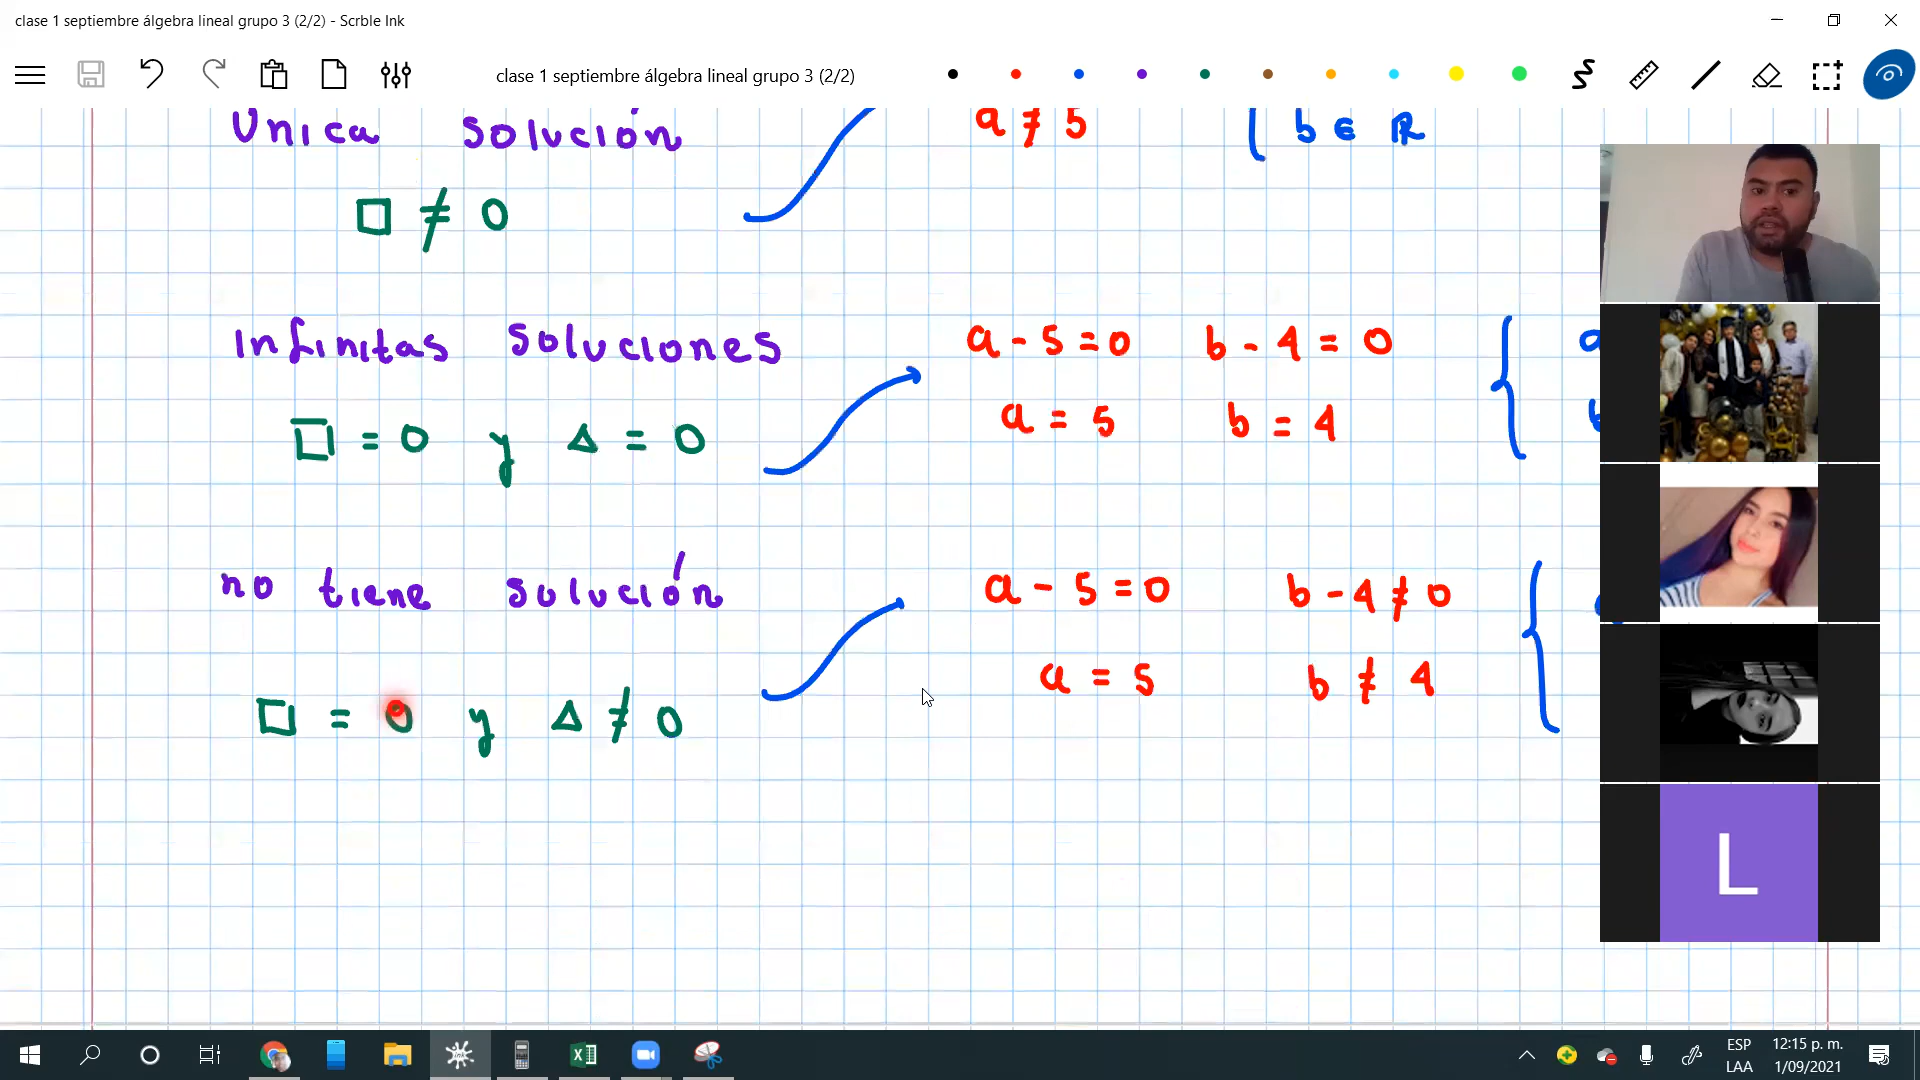 clase 1 septiembre álgebra lineal grupo 3 (2/2) - Scrble Ink
clase 1 septiembre álgebra lineal grupo 3 (2/2)
Unica solución
a ≠ 5
b ∈ ℝ
□ ≠ 0
Infinitas soluciones
a - 5 = 0 b - 4 = 0
a = 5 b = 4
□ = 0 y Δ = 0
no tiene solución
a - 5 = 0 b - 4 ≠ 0
a = 5 b ≠ 4
□ = 0 y Δ ≠ 0
L
ESP
LAA
12:15 p. m.
1/09/2021